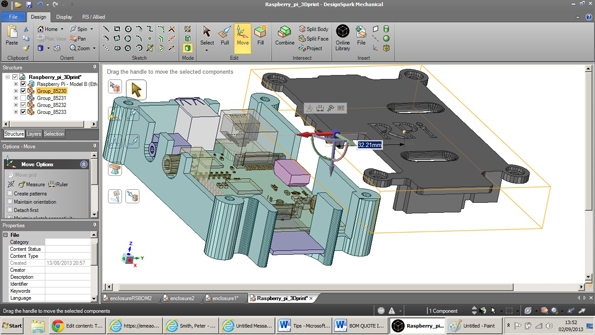 Raspberry_pi_3Dprint - DesignSpark Mechanical
File Design Display RS / Allied
Home Spin
Pan
Zoom
Paste
Select Pull Move Fill
Combine
Split Body
Split Face
Project
Online Library
File
Clipboard Orient Sketch Mode Edit Intersect Insert
Structure
Raspberry_pi_3Dprint*
Raspberry Pi - Model B (Eth
Group_85230
Group_85231
Group_85232
Group_85233
Structure Layers Selection
Options - Move
Move Options
Move grid
Measure Ruler
Create patterns
Maintain orientation
Detach first
Properties
File
Category
Content Status
Content Type
Created 13/08/2013 20:57
Creator
Description
Identifier
Keywords
Language
Drag the handle to move the selected components
32.21mm
Z
Y
X
enclosureRSBOM2 enclosure2 enclosure1* Raspberry_pi_3Dprint*
Drag the handle to move the selected components
1 Component
Start
Edit content: T...
https://emeao...
Smith, Peter -...
Untitled Messa...
Tips - Microsoft...
BOM QUOTE I...
Raspberry_pi_...
Untitled - Paint
13:52
02/09/2013